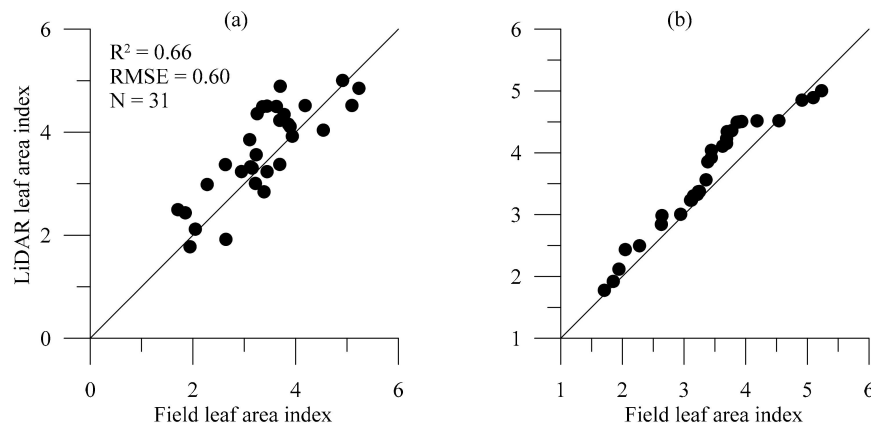 (a)
R² = 0.66
RMSE = 0.60
N = 31
6
4
2
0
LiDAR leaf area index
0 2 4 6
Field leaf area index
(b)
6
5
4
3
2
1
1 2 3 4 5 6
Field leaf area index